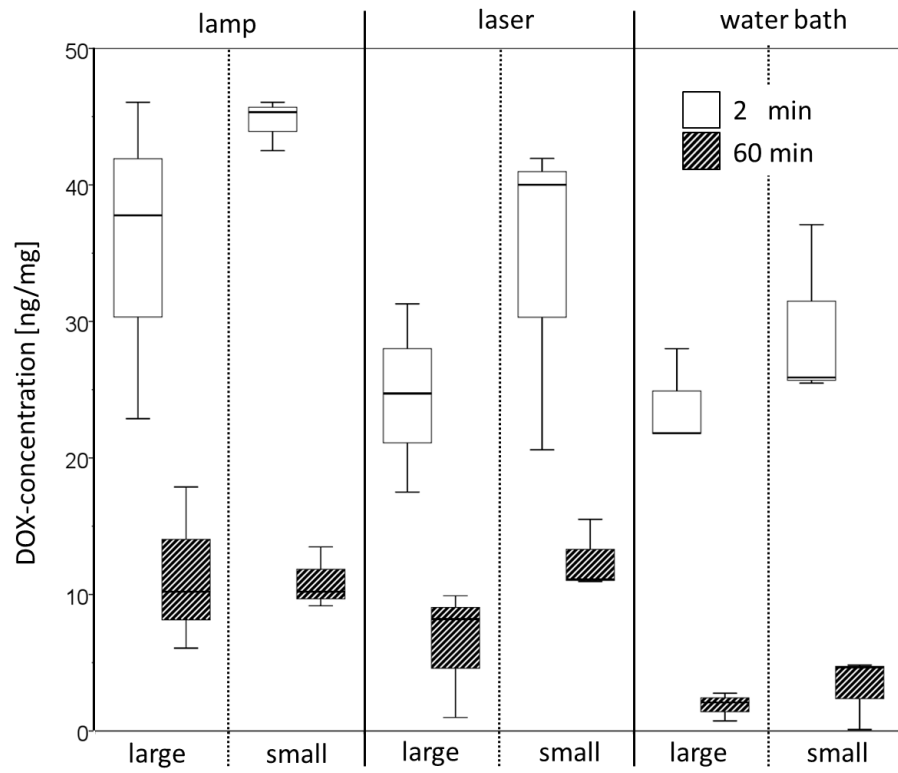 lamp laser water bath
50
2 min
60 min
40
30
20
10
0
DOX-concentration [ng/mg]
large small large small large small